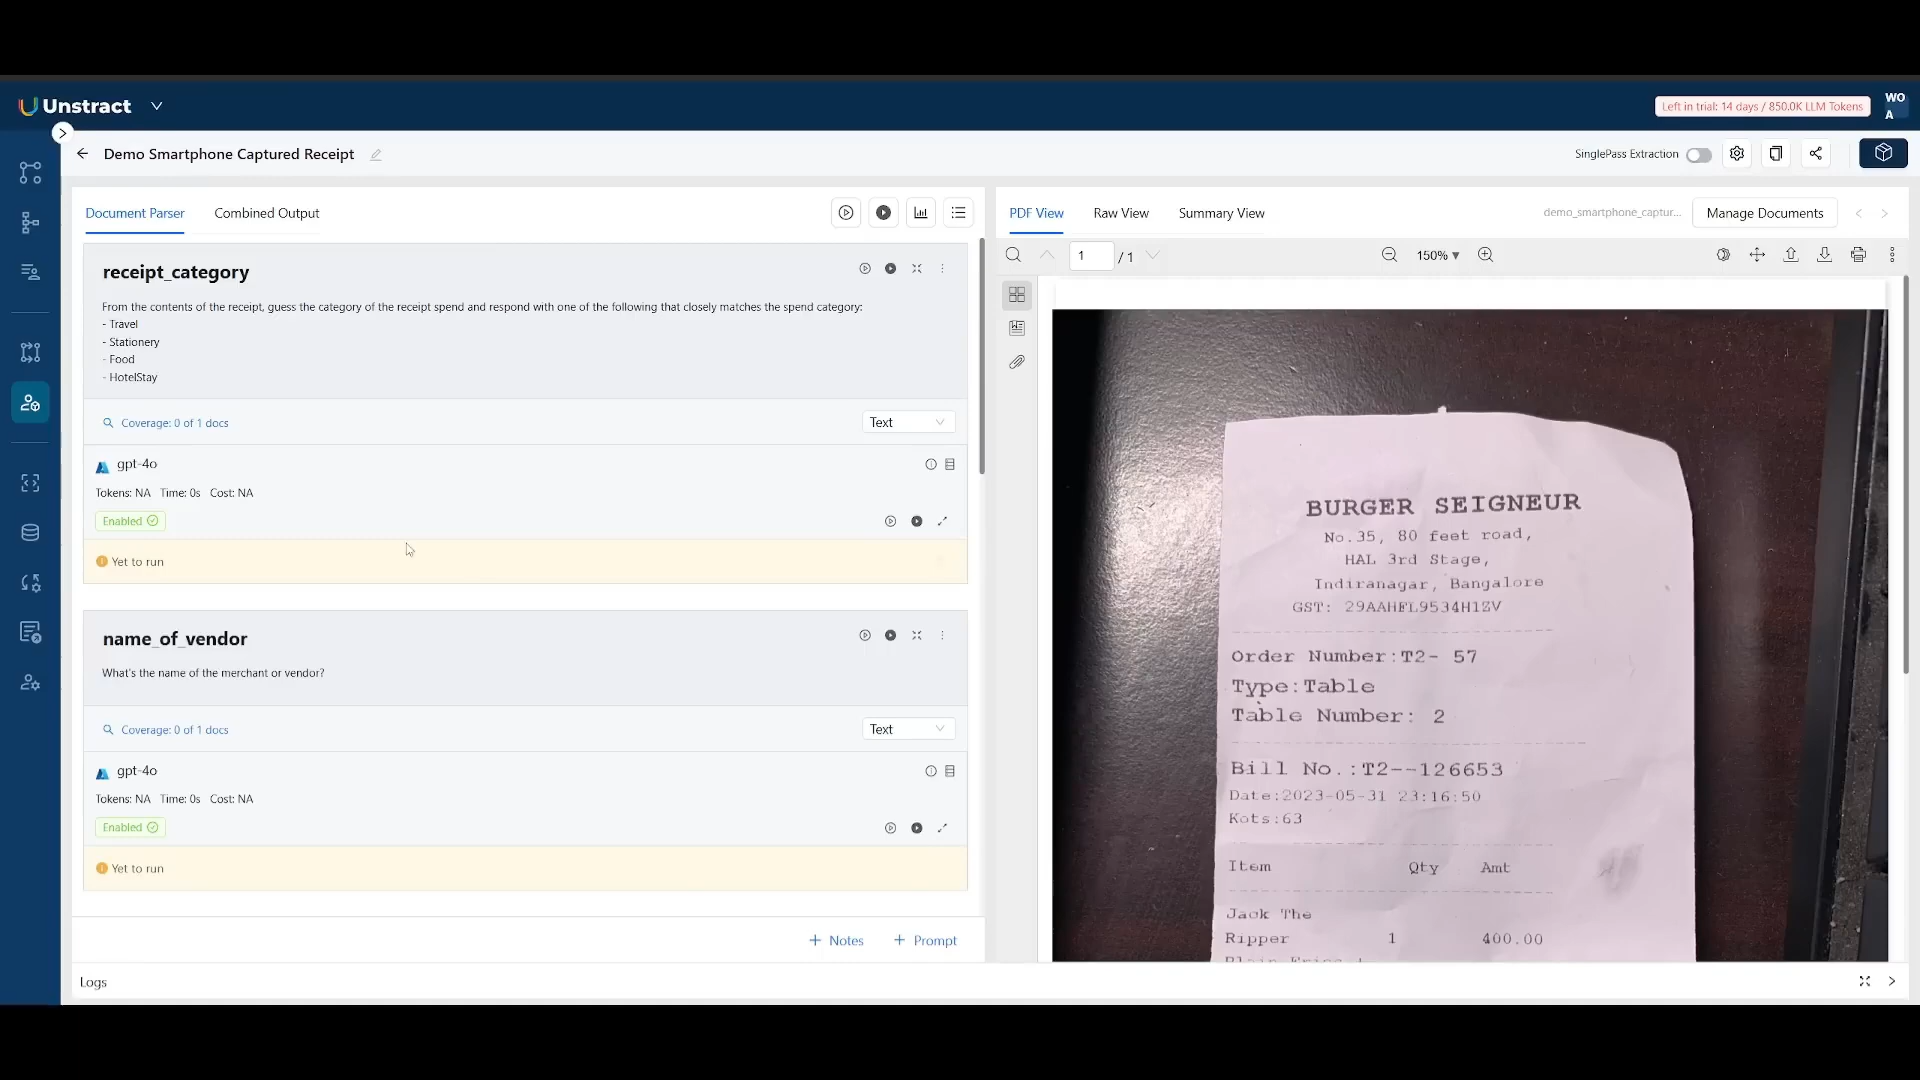 Unstract
Left in trial: 14 days / 850.0K LLM Tokens
WO
A
Demo Smartphone Captured Receipt
SinglePass Extraction
Document Parser
Combined Output
receipt_category
From the contents of the receipt, guess the category of the receipt spend and respond with one of the following that closely matches the spend category:
- Travel
- Stationery
- Food
- HotelStay
Coverage: 0 of 1 docs
Text
gpt-4o
Tokens: NA Time: 0s Cost: NA
Enabled
Yet to run
name_of_vendor
What's the name of the merchant or vendor?
Coverage: 0 of 1 docs
Text
gpt-4o
Tokens: NA Time: 0s Cost: NA
Enabled
Yet to run
+ Notes
+ Prompt
Logs
PDF View
Raw View
Summary View
demo_smartphone_captur...
Manage Documents
1 / 1
150%
BURGER SEIGNEUR
No.35, 80 feet road,
HAL 3rd Stage,
Indiranagar, Bangalore
GST: 29AAHFL9534H1ZV
Order Number:T2- 57
Type:Table
Table Number: 2
Bill No.:T2--126653
Date:2023-05-31 23:16:50
Kots:63
Item Qty Amt
Jack The
Ripper 1 400.00